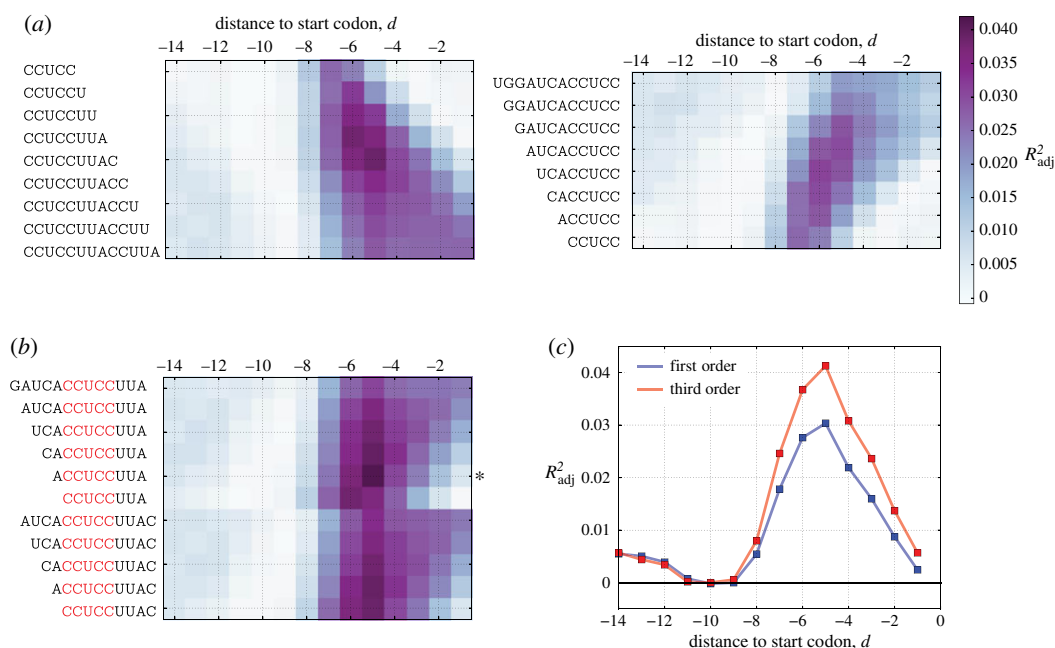 (a)
distance to start codon, d
−14 −12 −10 −8 −6 −4 −2
CCUCC
CCUCCU
CCUCCUU
CCUCCUUA
CCUCCUUAC
CCUCCUUACC
CCUCCUUACCU
CCUCCUUACCUU
CCUCCUUACCUUA
distance to start codon, d
−14 −12 −10 −8 −6 −4 −2
UGGAUCACCUCC
GGAUCACCUCC
GAUCACCUCC
AUCACCUCC
UCACCUCC
CACCUCC
ACCUCC
CCUCC
0.040
0.035
0.030
0.025
0.020
0.015
0.010
0.005
0
R²adj
(b)
−14 −12 −10 −8 −6 −4 −2
GAUCACCUCCUUA
AUCACCUCCUUA
UCACCUCCUUA
CACCUCCUUA
ACCUCCUUA *
CCUCCUUA
AUCACCUCCUUAC
UCACCUCCUUAC
CACCUCCUUAC
ACCUCCUUAC
CCUCCUUAC
(c)
first order
third order
R²adj
0.04
0.03
0.02
0.01
0
−14 −12 −10 −8 −6 −4 −2 0
distance to start codon, d